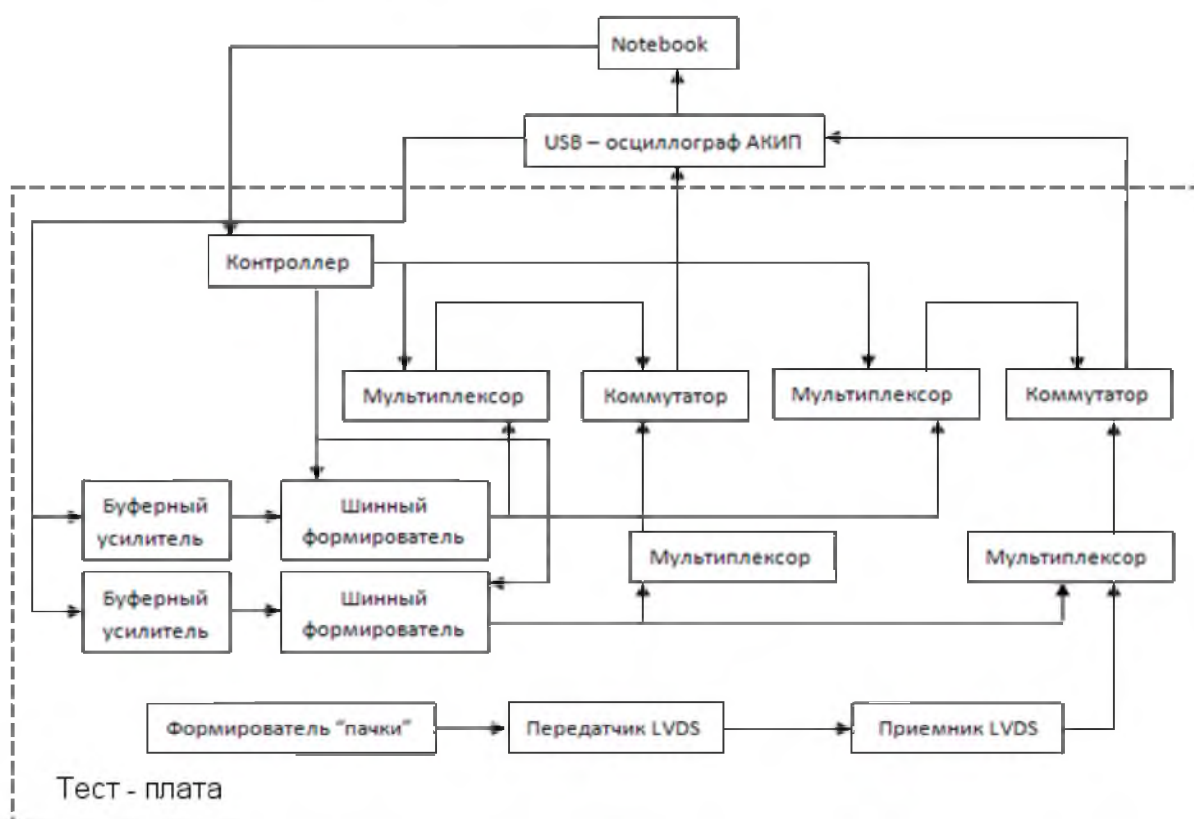 Notebook
USB – осциллограф АКИП
Контроллер
Мультиплексор
Коммутатор
Мультиплексор
Коммутатор
Буферный
усилитель
Шинный
формирователь
Мультиплексор
Мультиплексор
Буферный
усилитель
Шинный
формирователь
Формирователь “пачки”
Передатчик LVDS
Приемник LVDS
Тест - плата